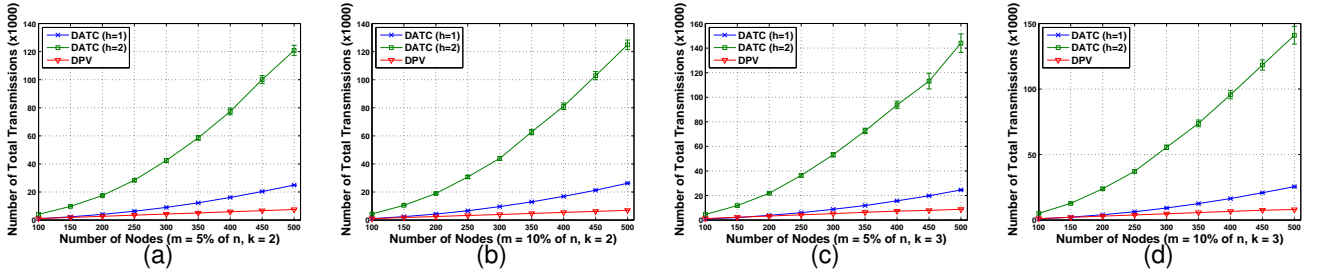 Number of Total Transmissions (x1000)
140
120
100
80
60
40
20
0
DATC (h=1)
DATC (h=2)
DPV
100 150 200 250 300 350 400 450 500
Number of Nodes (m = 5% of n, k = 2)
(a)
Number of Total Transmissions (x1000)
140
120
100
80
60
40
20
0
DATC (h=1)
DATC (h=2)
DPV
100 150 200 250 300 350 400 450 500
Number of Nodes (m = 10% of n, k = 2)
(b)
Number of Total Transmissions (x1000)
160
140
120
100
80
60
40
20
0
DATC (h=1)
DATC (h=2)
DPV
100 150 200 250 300 350 400 450 500
Number of Nodes (m = 5% of n, k = 3)
(c)
Number of Total Transmissions (x1000)
150
100
50
0
DATC (h=1)
DATC (h=2)
DPV
100 150 200 250 300 350 400 450 500
Number of Nodes (m = 10% of n, k = 3)
(d)